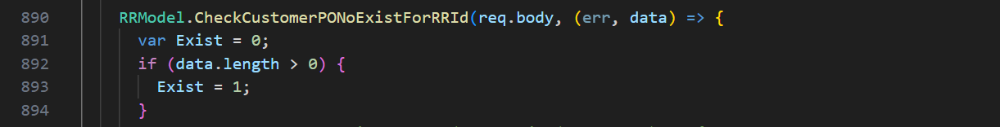 890 RRModel.CheckCustomerPONoExistForRRId(req.body, (err, data) => {
891 var Exist = 0;
892 if (data.length > 0) {
893 Exist = 1;
894 }